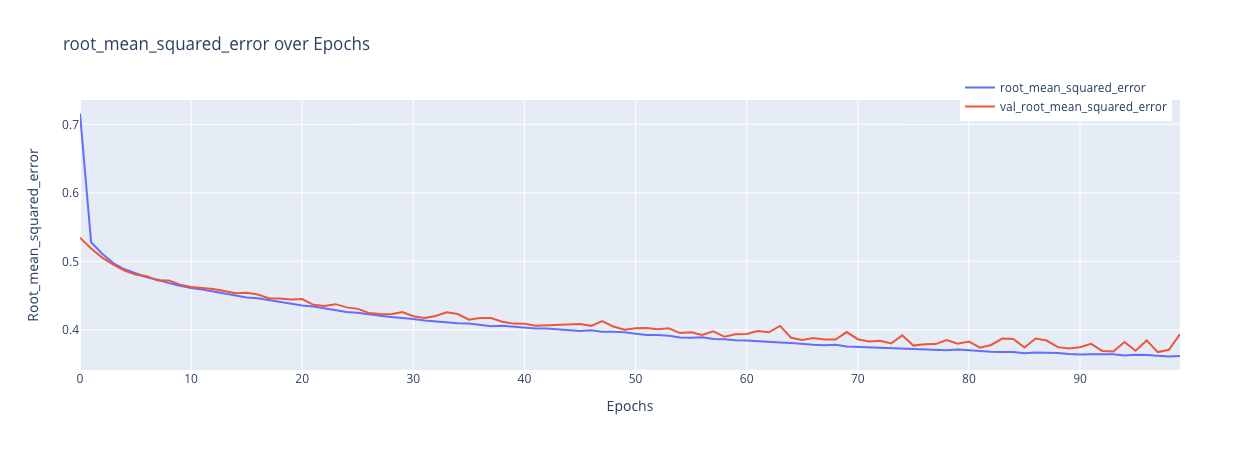 root_mean_squared_error over Epochs
root_mean_squared_error
val_root_mean_squared_error
Root_mean_squared_error
0.7
0.6
0.5
0.4
0 10 20 30 40 50 60 70 80 90
Epochs